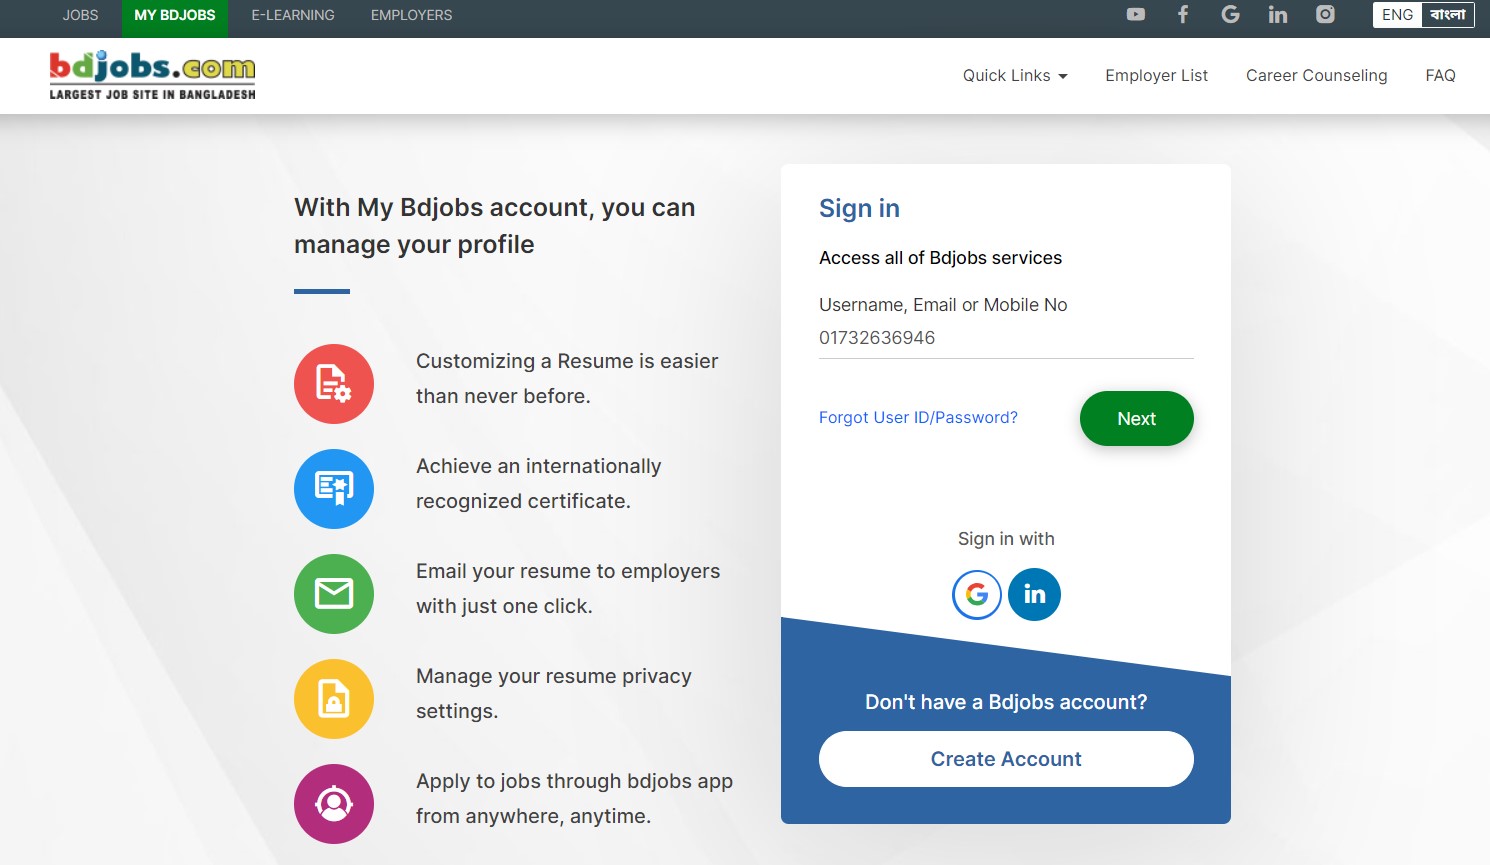 JOBS
MY BDJOBS
E-LEARNING
EMPLOYERS
ENG
বাংলা
bdjobs.com
LARGEST JOB SITE IN BANGLADESH
Quick Links
Employer List
Career Counseling
FAQ
With My Bdjobs account, you can
manage your profile
Customizing a Resume is easier
than never before.
Achieve an internationally
recognized certificate.
Email your resume to employers
with just one click.
Manage your resume privacy
settings.
Apply to jobs through bdjobs app
from anywhere, anytime.
Sign in
Access all of Bdjobs services
Username, Email or Mobile No
01732636946
Forgot User ID/Password?
Next
Sign in with
Don't have a Bdjobs account?
Create Account